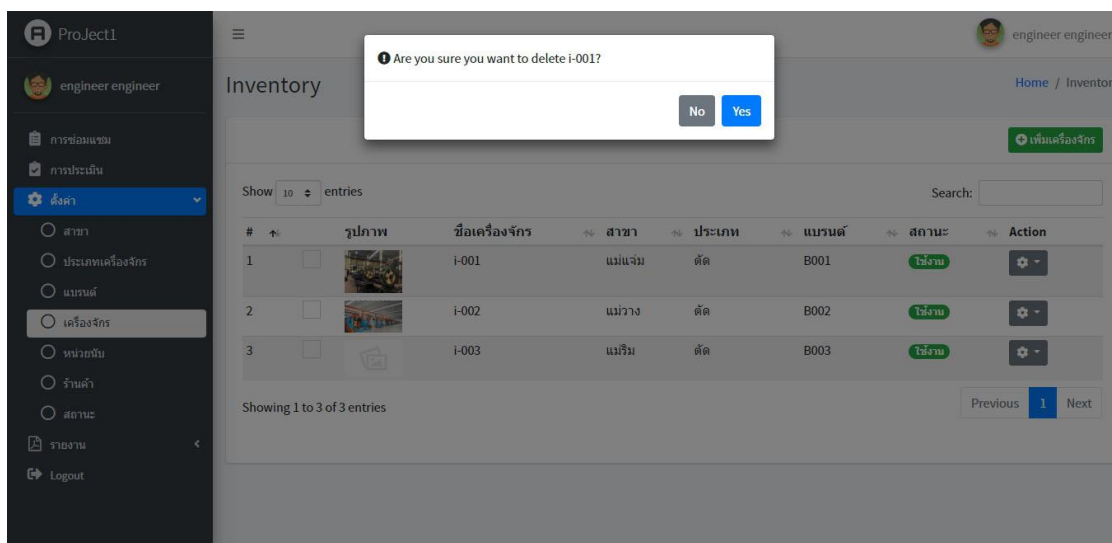 ProJect1
engineer engineer
engineer engineer
การซ่อมแซม
การประเมิน
ตั้งค่า
สาขา
ประเภทเครื่องจักร
แบรนด์
เครื่องจักร
หน่วยนับ
ร้านค้า
สถานะ
รายงาน
Logout
Are you sure you want to delete i-001?
No Yes
Inventory
Home / Inventor
เพิ่มเครื่องจักร
Show 10 entries
Search:
# รูปภาพ ชื่อเครื่องจักร สาขา ประเภท แบรนด์ สถานะ Action
1 i-001 แม่แจ่ม ตัด B001 ใช้งาน
2 i-002 แม่วาง ตัด B002 ใช้งาน
3 i-003 แม่ริม ตัด B003 ใช้งาน
Showing 1 to 3 of 3 entries
Previous 1 Next